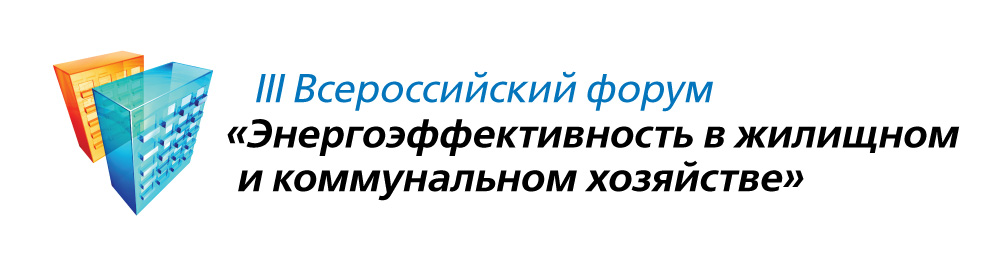 III Всероссийский форум
«Энергоэффективность в жилищном
и коммунальном хозяйстве»